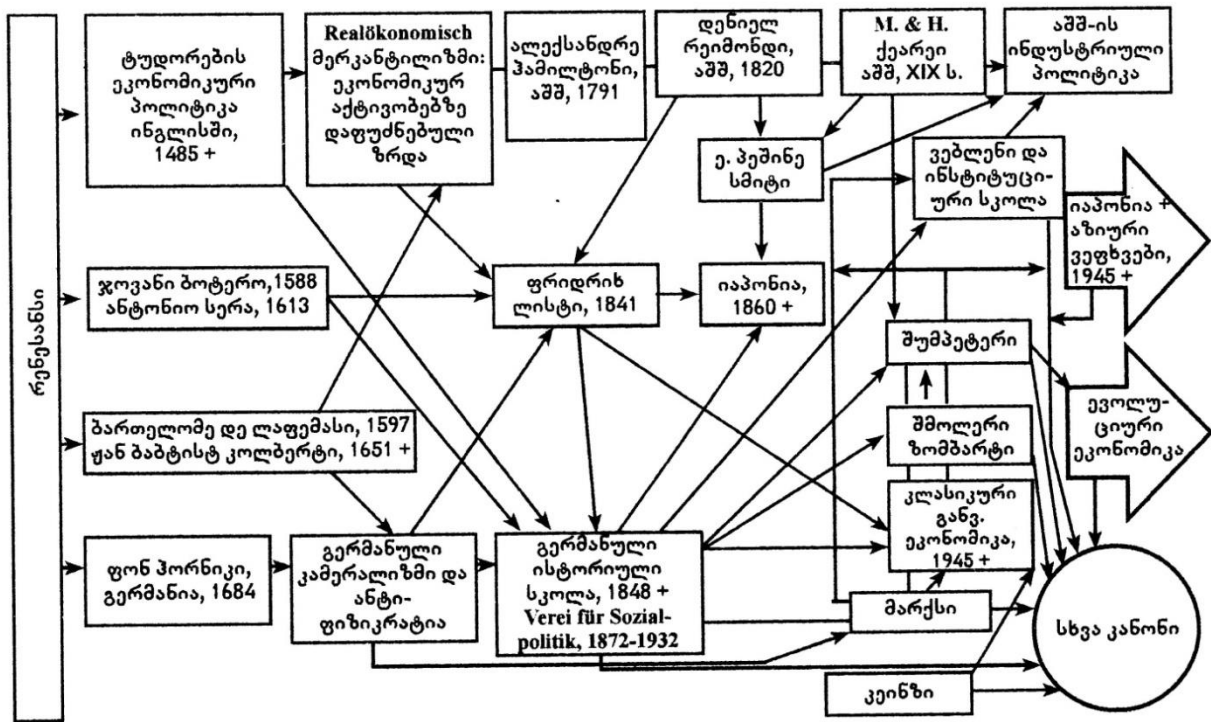 რენესანსი
ტუდორების
ეკონომიკური
პოლიტიკა
ინგლისში,
1485 +
Realökonomisch
მერკანტილიზმი:
ეკონომიკურ
აქტივობებზე
დაფუძნებული
ზრდა
ალექსანდრე
ჰამილტონი,
აშშ, 1791
დენიელ
რეიმონდი,
აშშ, 1820
M. & H.
ქეარეი
აშშ, XIX ს.
აშშ-ის
ინდუსტრიული
პოლიტიკა
ე. პეშინე
სმიტი
ვებლენი და
ინსტიტუცი-
ური სკოლა
იაპონია +
აზიური
ვეფხვები,
1945 +
ჯოვანი ბოტერო,1588
ანტონიო სერა, 1613
ფრიდრიხ
ლისტი, 1841
იაპონია,
1860 +
შუმპეტერი
ბართელომე დე ლაფემასი, 1597
ჟან ბაბტისტ კოლბერტი, 1651 +
შმოლერი
ზომბარტი
ევოლუ-
ციური
ეკონომიკა
კლასიკური
განვ.
ეკონომიკა,
1945 +
ფონ ჰორნიკი,
გერმანია, 1684
გერმანული
კამერალიზმი და
ანტი-
ფიზიკრატია
გერმანული
ისტორიული
სკოლა, 1848 +
Verei für Sozial-
politik, 1872-1932
მარქსი
კეინზი
სხვა კანონი